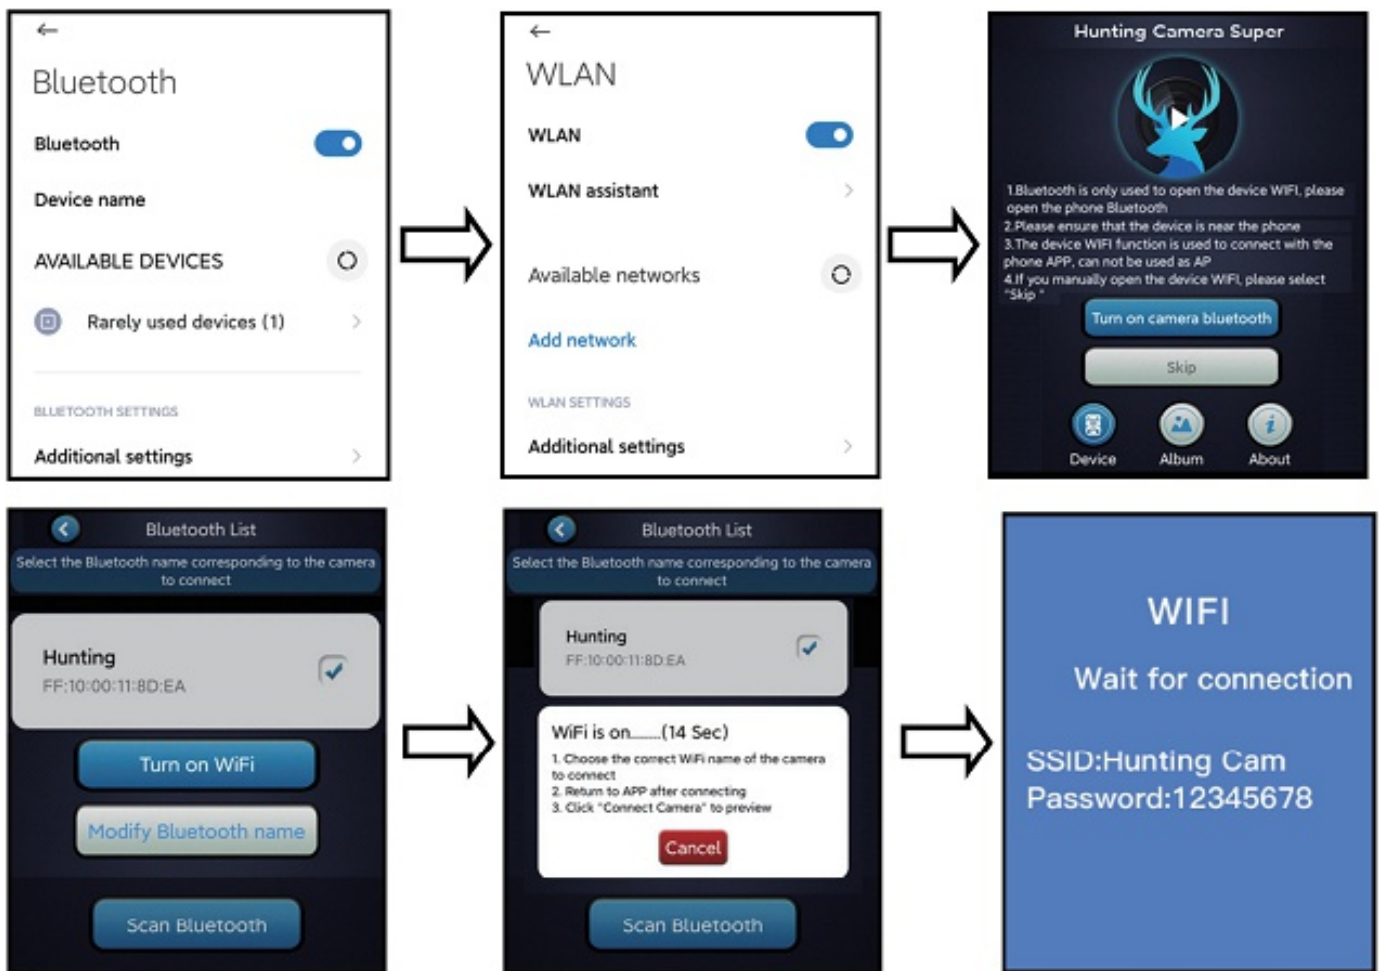 Bluetooth
Bluetooth
Device name
AVAILABLE DEVICES
Rarely used devices (1)
BLUETOOTH SETTINGS
Additional settings
WLAN
WLAN
WLAN assistant
Available networks
Add network
WLAN SETTINGS
Additional settings
Hunting Camera Super
1.Bluetooth is only used to open the device WIFI, please
open the phone Bluetooth
2.Please ensure that the device is near the phone
3.The device WIFI function is used to connect with the
phone APP, can not be used as AP
4.If you manually open the device WIFI, please select
"Skip "
Turn on camera bluetooth
Skip
Device
Album
About
Bluetooth List
Select the Bluetooth name corresponding to the camera
to connect
Hunting
FF:10:00:11:8D:EA
Turn on WiFi
Modify Bluetooth name
Scan Bluetooth
Bluetooth List
Select the Bluetooth name corresponding to the camera
to connect
Hunting
FF:10:00:11:8D:EA
WiFi is on.......(14 Sec)
1. Choose the correct WiFi name of the camera
to connect
2. Return to APP after connecting
3. Click "Connect Camera" to preview
Cancel
Scan Bluetooth
WIFI
Wait for connection
SSID:Hunting Cam
Password:12345678